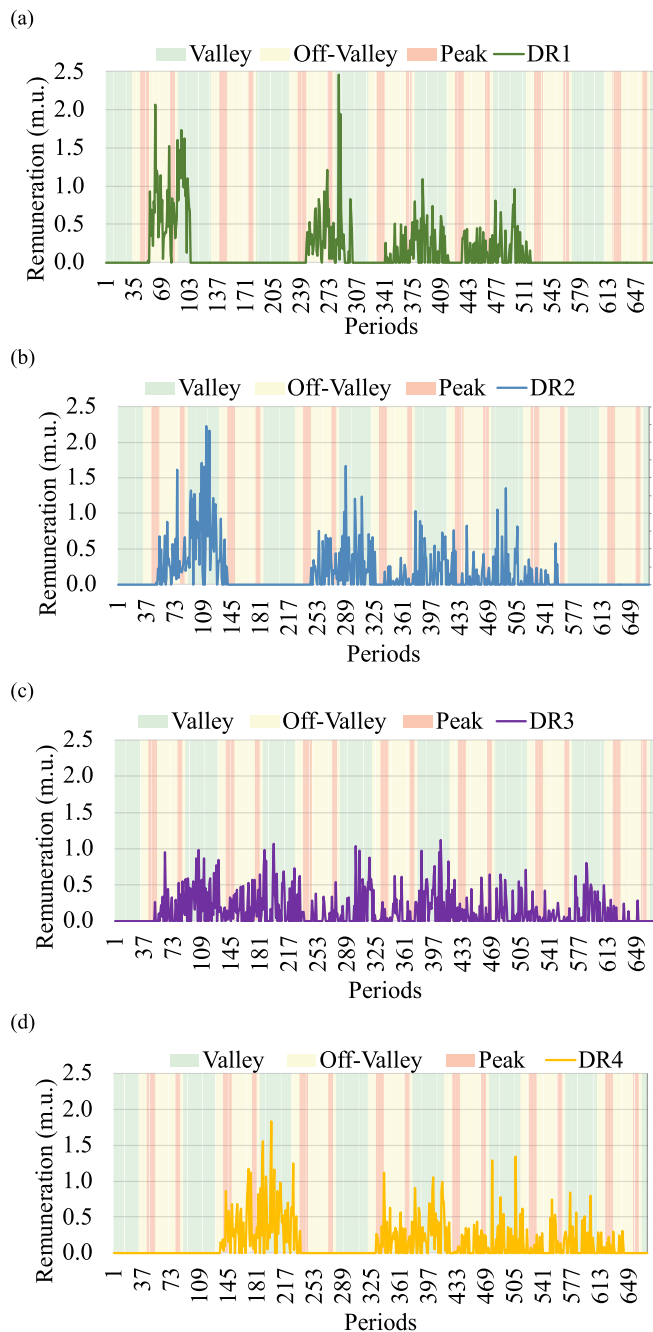 (a)
Valley Off-Valley Peak DR1
Remuneration (m.u.)
2.5
2.0
1.5
1.0
0.5
0.0
1 35 69 103 137 171 205 239 273 307 341 375 409 443 477 511 545 579 613 647
Periods
(b)
Valley Off-Valley Peak DR2
Remuneration (m.u.)
2.5
2.0
1.5
1.0
0.5
0.0
1 37 73 109 145 181 217 253 289 325 361 397 433 469 505 541 577 613 649
Periods
(c)
Valley Off-Valley Peak DR3
Remuneration (m.u.)
2.5
2.0
1.5
1.0
0.5
0.0
1 37 73 109 145 181 217 253 289 325 361 397 433 469 505 541 577 613 649
Periods
(d)
Valley Off-Valley Peak DR4
Remuneration (m.u.)
2.5
2.0
1.5
1.0
0.5
0.0
1 37 73 109 145 181 217 253 289 325 361 397 433 469 505 541 577 613 649
Periods